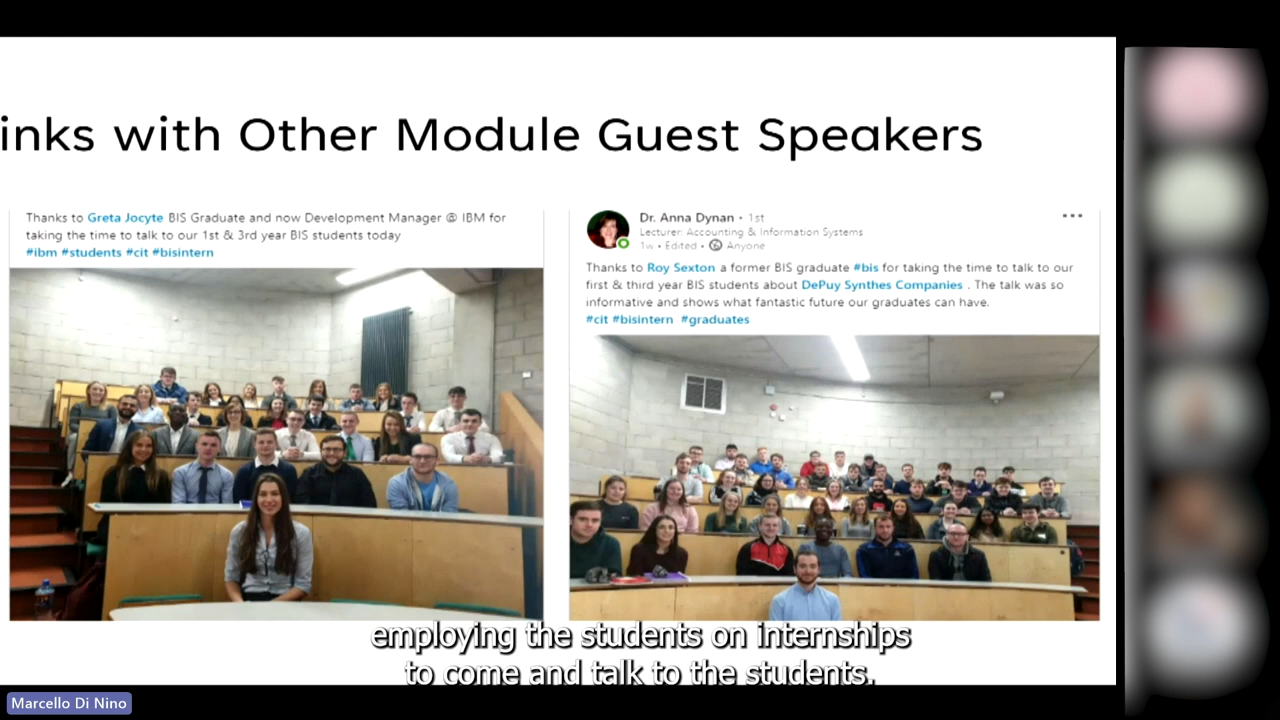 inks with Other Module Guest Speakers
Thanks to Greta Jocyte BIS Graduate and now Development Manager @ IBM for
taking the time to talk to our 1st & 3rd year BIS students today
#ibm #students #cit #bisintern
Dr. Anna Dynan • 1st
Lecturer: Accounting & Information Systems
1w • Edited • Anyone
Thanks to Roy Sexton a former BIS graduate #bis for taking the time to talk to our
first & third year BIS students about DePuy Synthes Companies . The talk was so
informative and shows what fantastic future our graduates can have.
#cit #bisintern #graduates
employing the students on internships
to come and talk to the students.
Marcello Di Nino